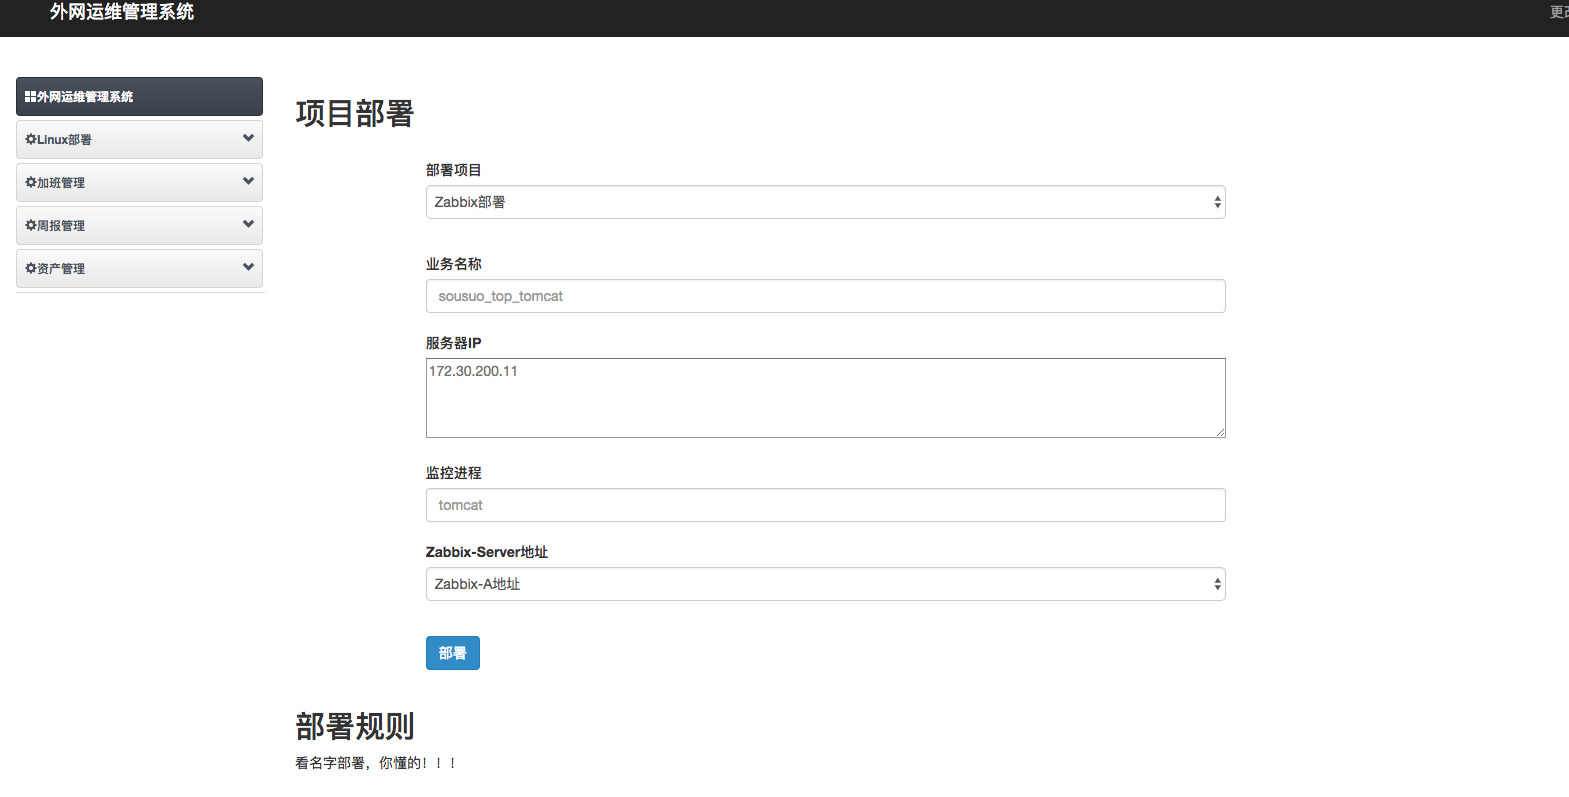 外网运维管理系统
更改
外网运维管理系统
Linux部署
加班管理
周报管理
资产管理
项目部署
部署项目
Zabbix部署
业务名称
sousuo_top_tomcat
服务器IP
172.30.200.11
监控进程
tomcat
Zabbix-Server地址
Zabbix-A地址
部署
部署规则
看名字部署，你懂的！！！